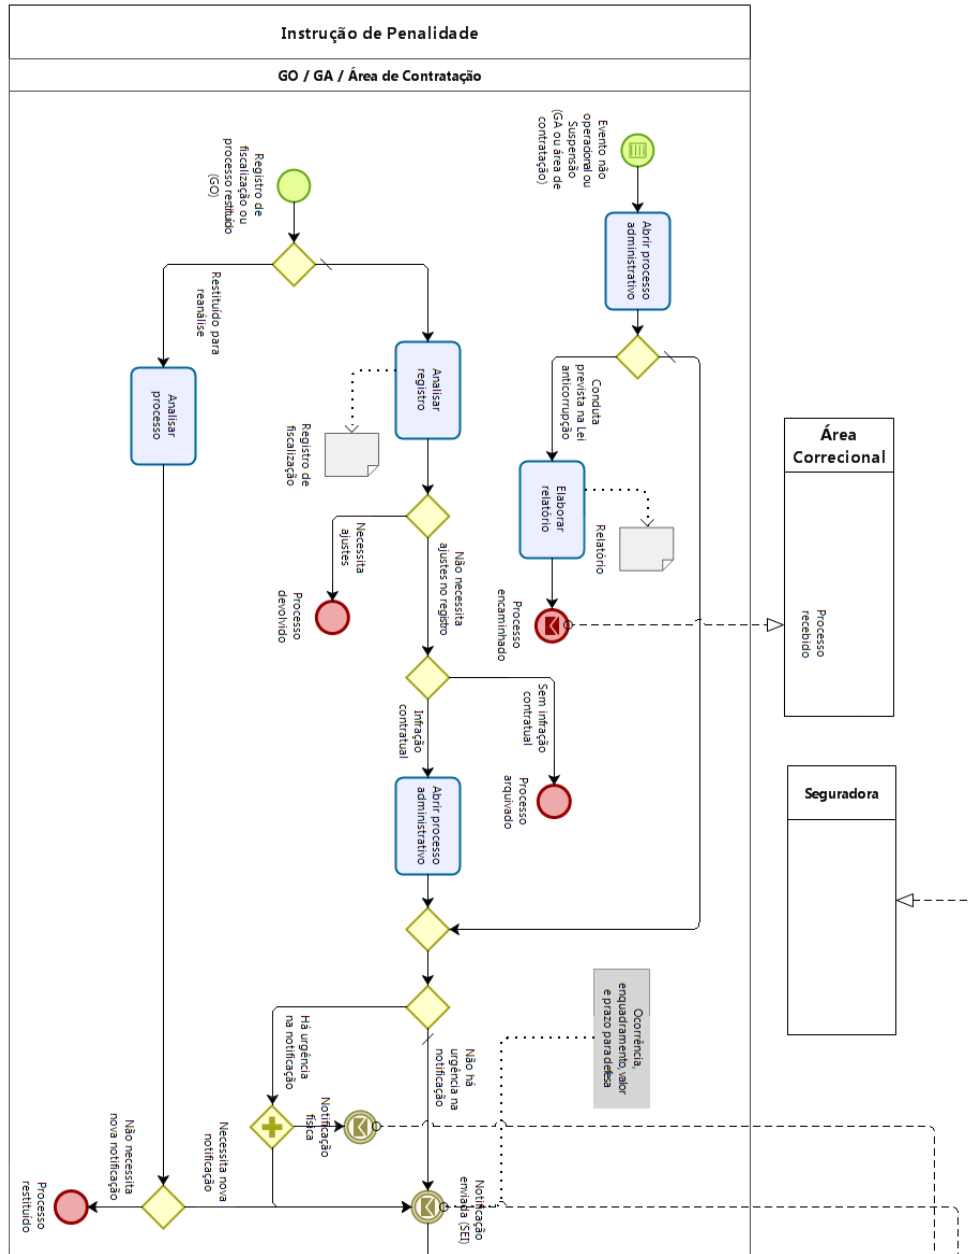 Instrução de Penalidade
GO / GA / Área de Contratação
Evento não
operacional ou
Suspensão
(GA ou área de
contratação)
Registro de
fiscalização ou
processo restituído
(GO)
Abrir processo
administrativo
Restituído para
reanálise
Analisar
processo
Analisar
registro
Registro de
fiscalização
Conduta
prevista na Lei
anticorrupção
Elaborar
relatório
Relatório
Área
Correcional
Processo
recebido
Necessita
ajustes
Não necessita
ajustes no registro
Processo
devolvido
Processo
encaminhado
Infração
contratual
Sem infração
contratual
Processo
arquivado
Abrir processo
administrativo
Seguradora
Ocorrência,
enquadramento, valor
e prazo para defesa
Há urgência
na notificação
Não há
urgência na
notificação
Notificação
física
Não necessita
nova notificação
Necessita nova
notificação
Processo
restituído
Notificação
enviada (SEI)